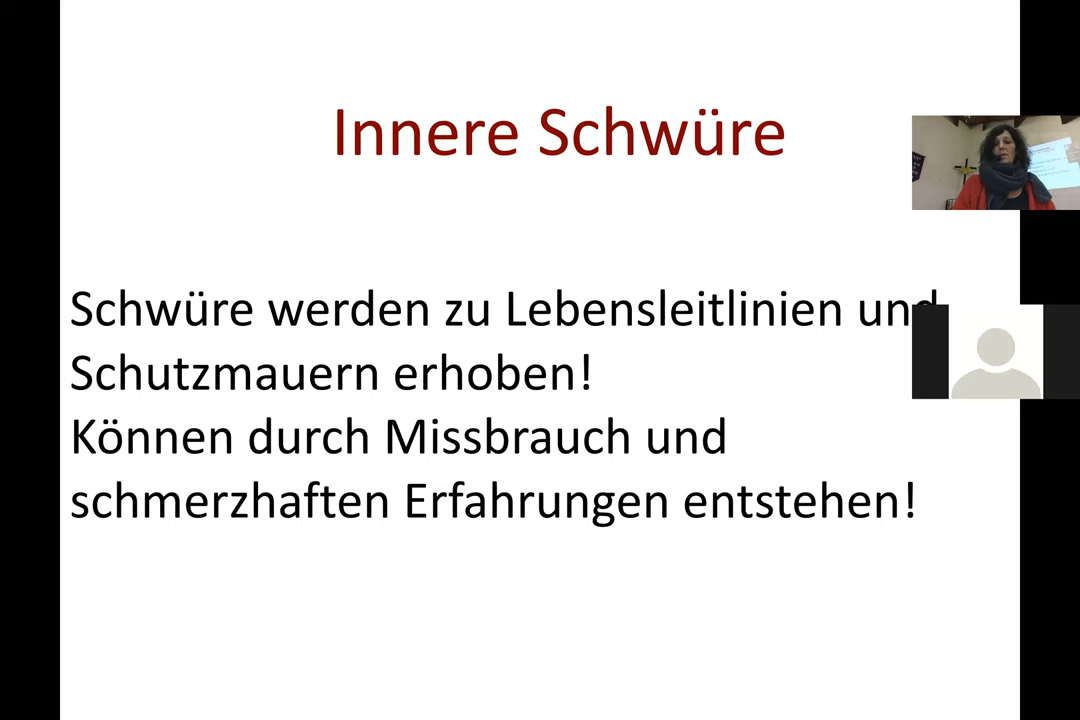 Innere Schwüre
Schwüre werden zu Lebensleitlinien und
Schutzmauern erhoben!
Können durch Missbrauch und
schmerzhaften Erfahrungen entstehen!